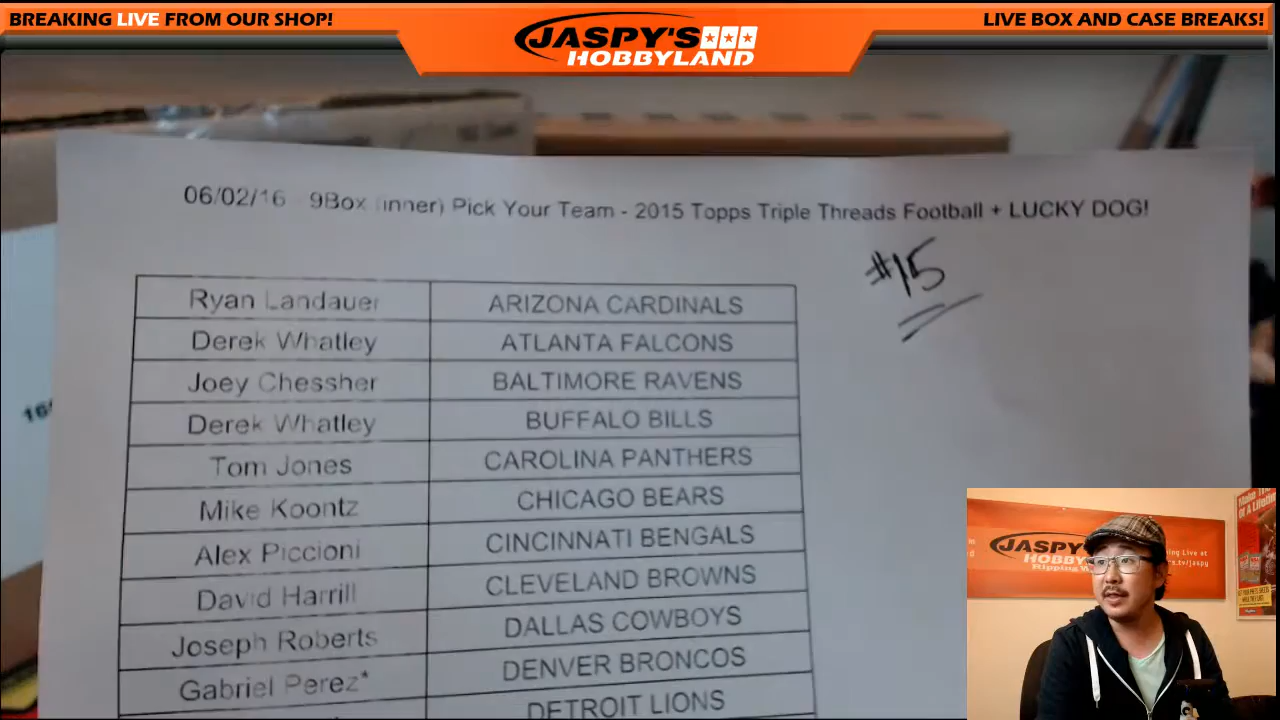 BREAKING LIVE FROM OUR SHOP!
JASPY'S
HOBBYLAND
LIVE BOX AND CASE BREAKS!
06/02/16 - 9Box (inner) Pick Your Team - 2015 Topps Triple Threads Football + LUCKY DOG!
#15
Ryan Landauer ARIZONA CARDINALS
Derek Whatley ATLANTA FALCONS
Joey Chessher BALTIMORE RAVENS
Derek Whatley BUFFALO BILLS
Tom Jones CAROLINA PANTHERS
Mike Koontz CHICAGO BEARS
Alex Piccioni CINCINNATI BENGALS
David Harrill CLEVELAND BROWNS
Joseph Roberts DALLAS COWBOYS
Gabriel Perez* DENVER BRONCOS
DETROIT LIONS
JASPY'S